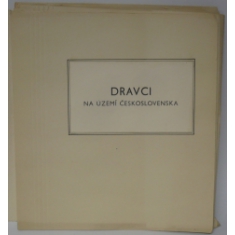 DRAVCI
NA ÚZEMÍ ČESKOSLOVENSKA